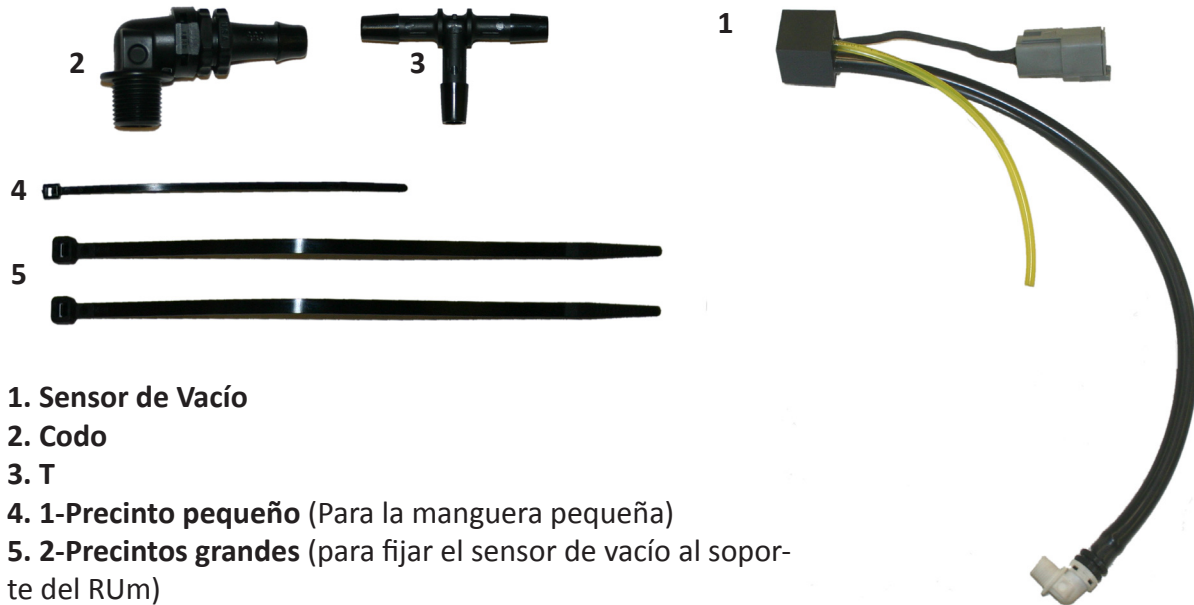 1
2
3
4
5
1. Sensor de Vacío
2. Codo
3. T
4. 1-Precinto pequeño (Para la manguera pequeña)
5. 2-Precintos grandes (para fijar el sensor de vacío al sopor-
te del RUm)